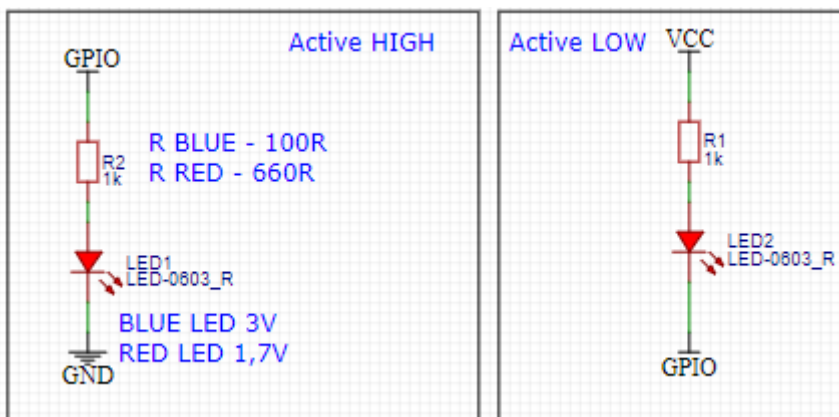 Active HIGH
GPIO
R BLUE - 100R
R RED - 660R
R2
1k
LED1
LED-0603_R
BLUE LED 3V
RED LED 1,7V
GND
Active LOW
VCC
R1
1k
LED2
LED-0603_R
GPIO